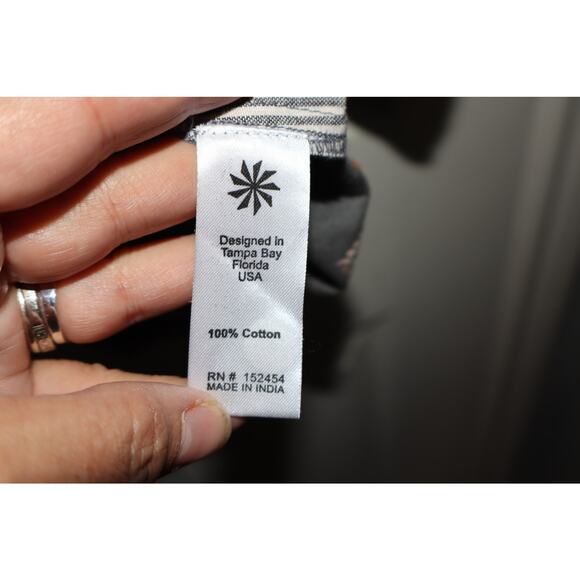 Designed in
Tampa Bay
Florida
USA
100% Cotton
RN # 152454
MADE IN INDIA